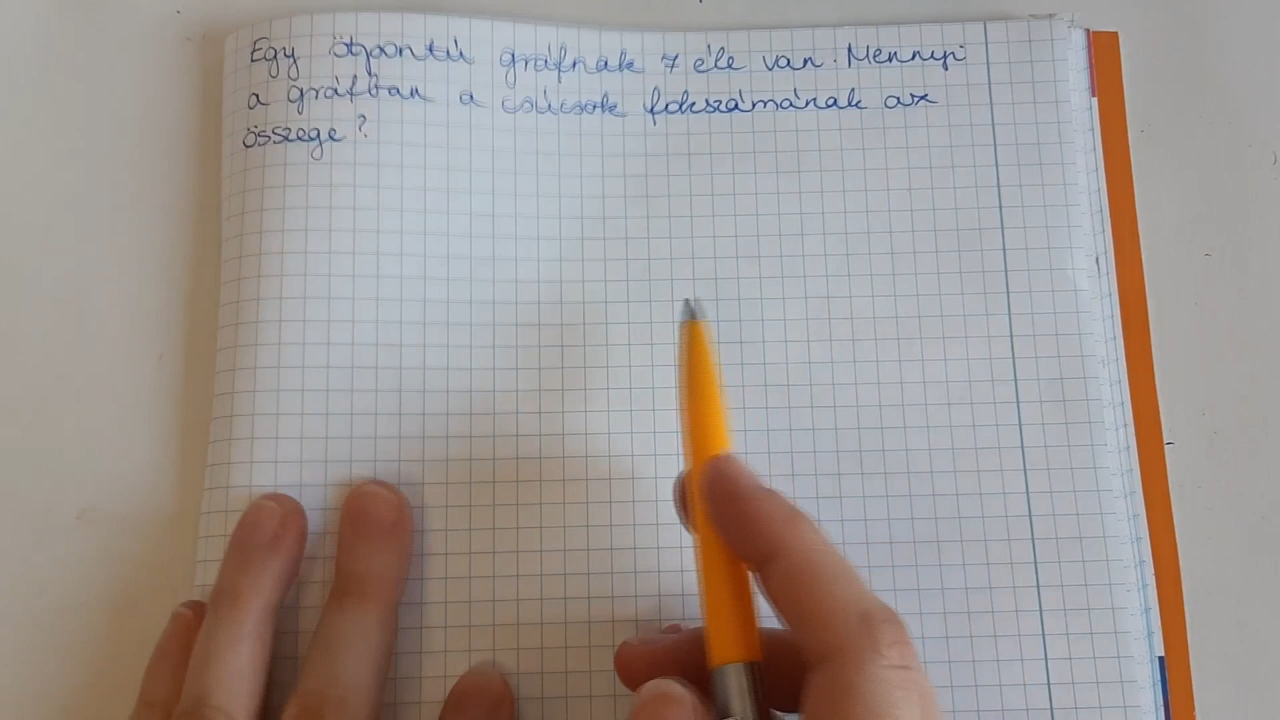 Egy ötpontú gráfnak 7 éle van. Mennyi
a gráfban a csúcsok fokszámának az
összege?